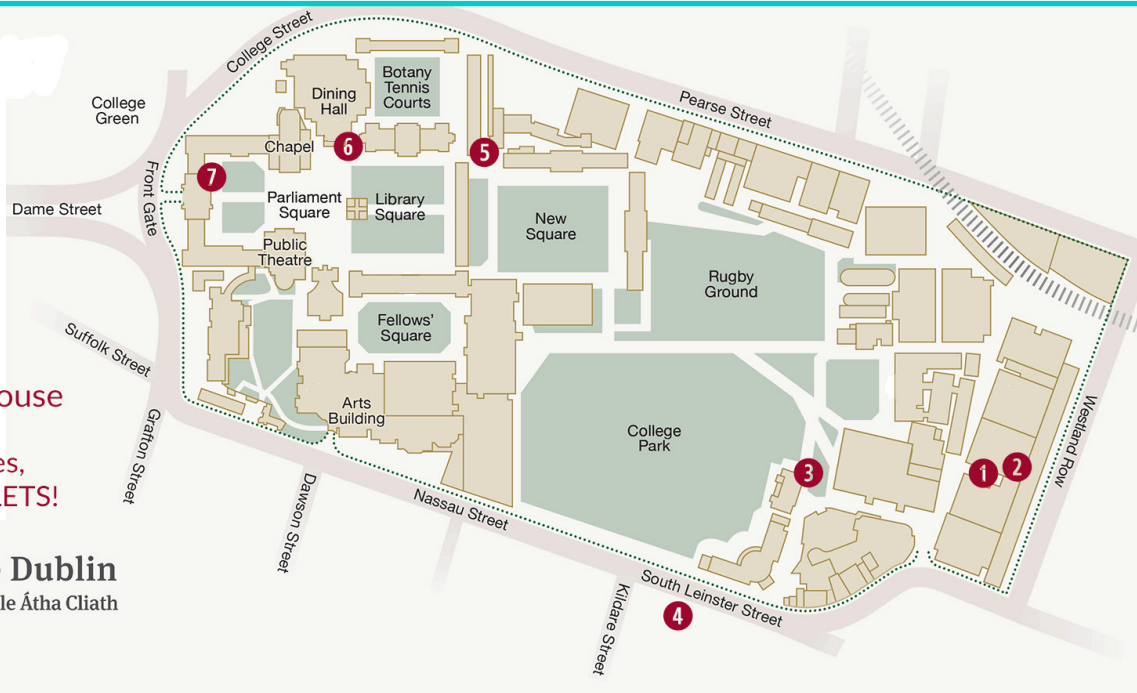 College Street
College
Green
Dining
Hall
Botany
Tennis
Courts
Pearse Street
Chapel
6
5
7
Front Gate
Dame Street
Parliament
Square
Library
Square
New
Square
Public
Theatre
Rugby
Ground
Suffolk Street
Fellows'
Square
Arts
Building
College
Park
Westland Row
ouse
es,
LETS!
Grafton Street
Dawson Street
Nassau Street
3
1
2
Dublin
le Átha Cliath
South Leinster Street
4
Kildare Street